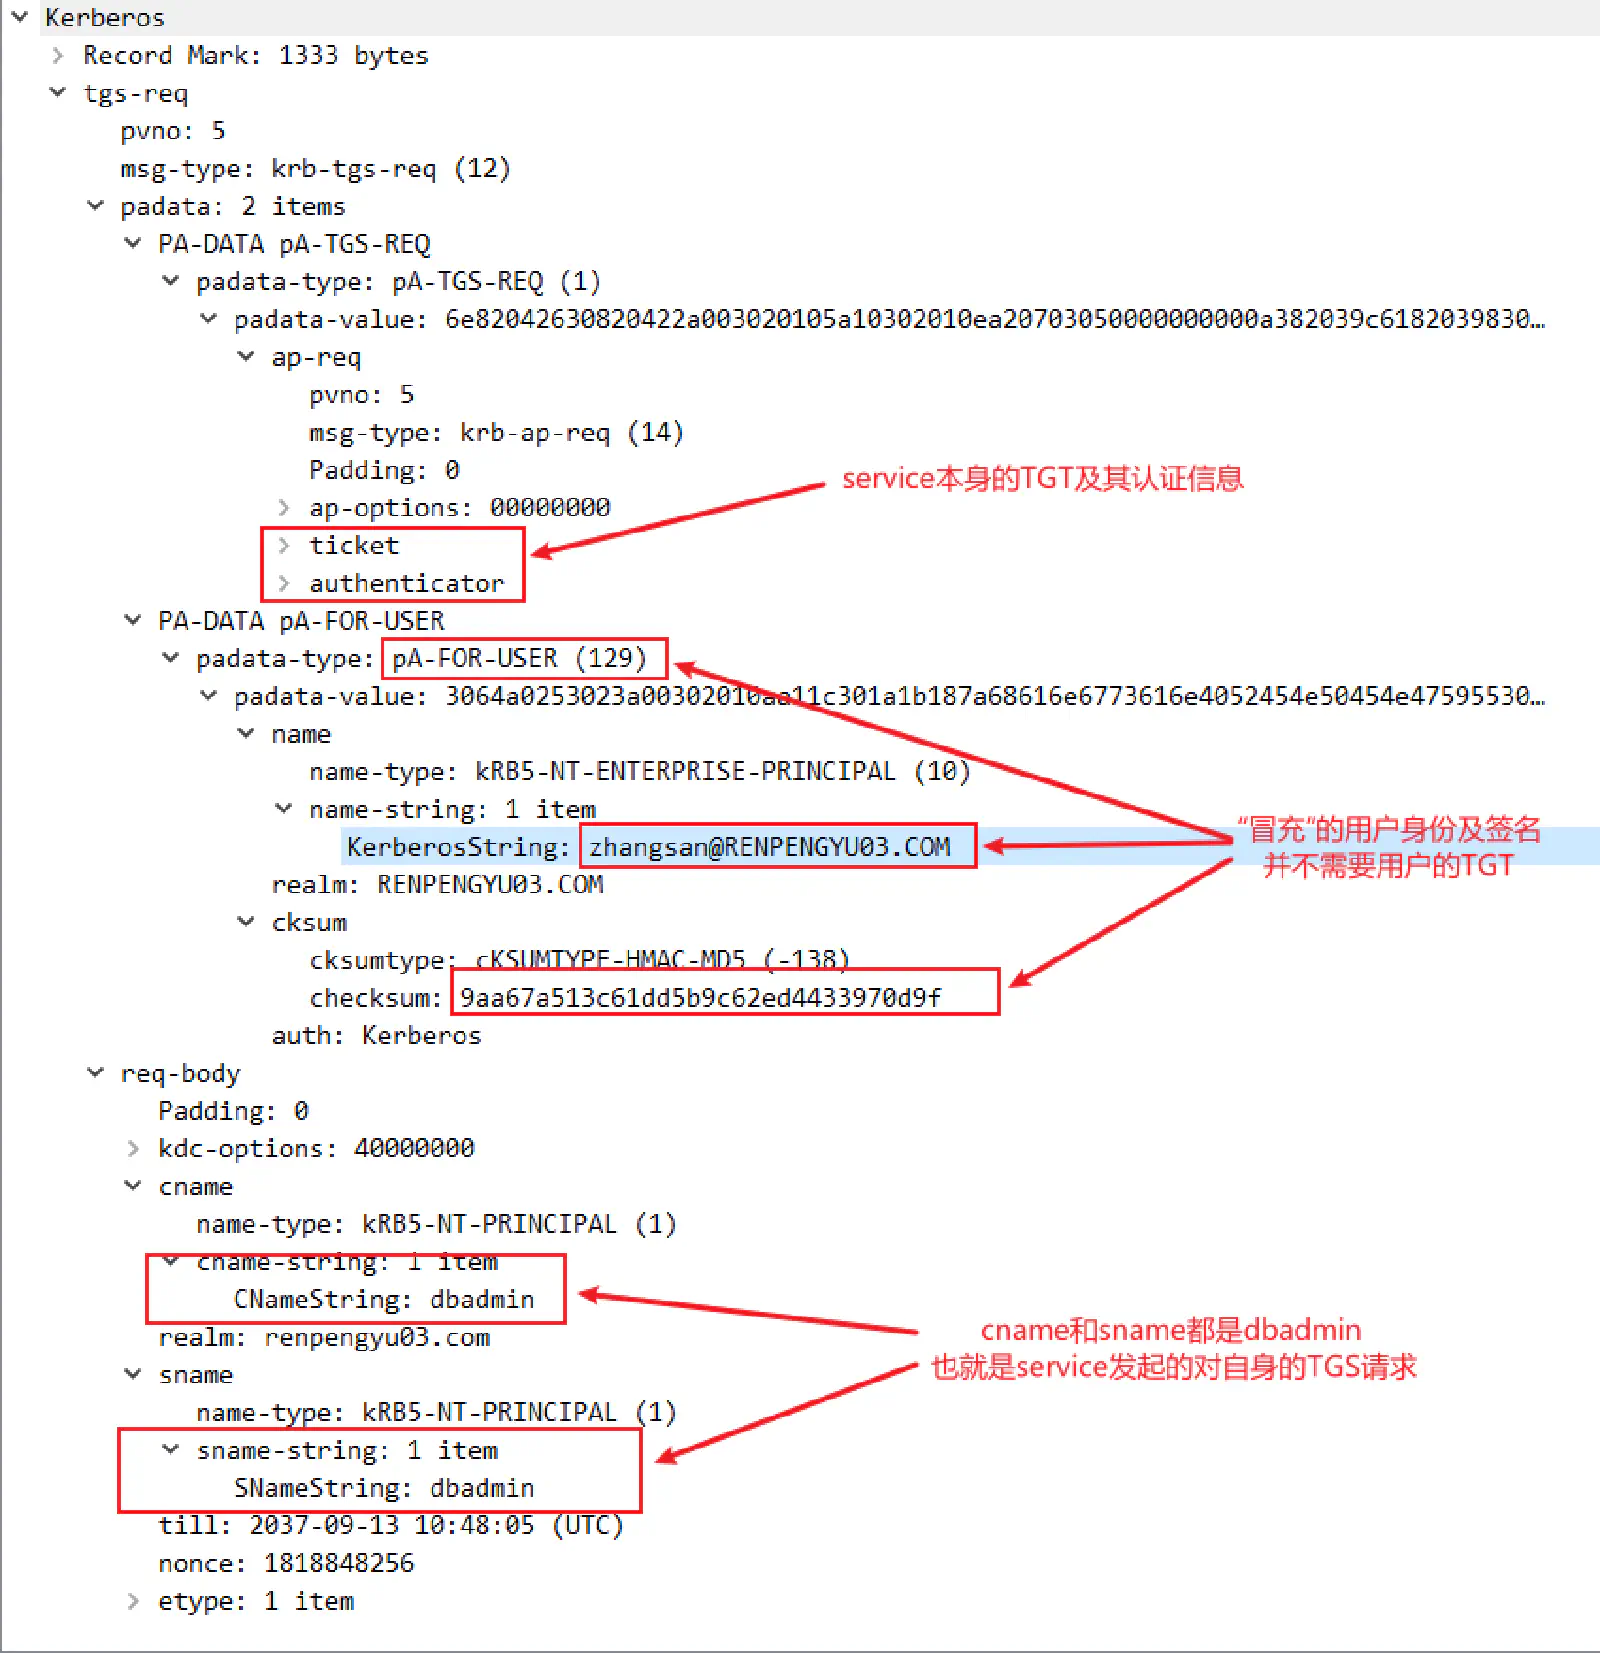 Kerberos
Record Mark: 1333 bytes
tgs-req
pvno: 5
msg-type: krb-tgs-req (12)
padata: 2 items
PA-DATA pA-TGS-REQ
padata-type: pA-TGS-REQ (1)
padata-value: 6e82042630820422a003020105a10302010ea20703050000000000a382039c6182039830…
ap-req
pvno: 5
msg-type: krb-ap-req (14)
Padding: 0
service本身的TGT及其认证信息
ap-options: 00000000
ticket
authenticator
PA-DATA pA-FOR-USER
padata-type: pA-FOR-USER (129)
padata-value: 3064a0253023a00302010aa11c301a1b187a68616e6773616e4052454e50454e47595530…
name
name-type: kRB5-NT-ENTERPRISE-PRINCIPAL (10)
name-string: 1 item
“冒充”的用户身份及签名
KerberosString: zhangsan@RENPENGYU03.COM
并不需要用户的TGT
realm: RENPENGYU03.COM
cksum
cksumtype: cKSUMTYPE-HMAC-MD5 (-138)
checksum: 9aa67a513c61dd5b9c62ed4433970d9f
auth: Kerberos
req-body
Padding: 0
kdc-options: 40000000
cname
name-type: kRB5-NT-PRINCIPAL (1)
cname-string: 1 item
CNameString: dbadmin
cname和sname都是dbadmin
realm: renpengyu03.com
也就是service发起的对自身的TGS请求
sname
name-type: kRB5-NT-PRINCIPAL (1)
sname-string: 1 item
SNameString: dbadmin
till: 2037-09-13 10:48:05 (UTC)
nonce: 1818848256
etype: 1 item